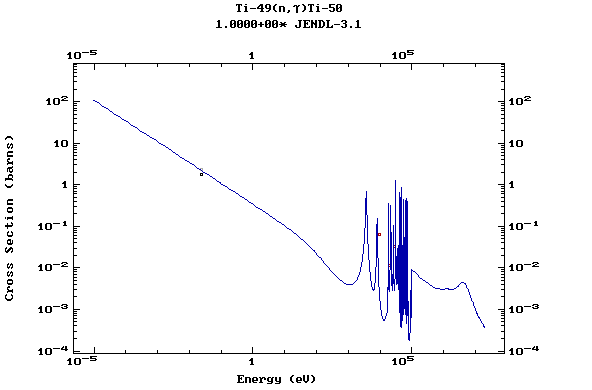 Ti-49(n,γ)Ti-50
1.0000+00* JENDL-3.1
10⁻⁵ 1 10⁵
10² 10²
10 10
1 1
10⁻¹ 10⁻¹
10⁻² 10⁻²
10⁻³ 10⁻³
10⁻⁴ 10⁻⁴
10⁻⁵ 1 10⁵
Cross Section (barns)
Energy (eV)